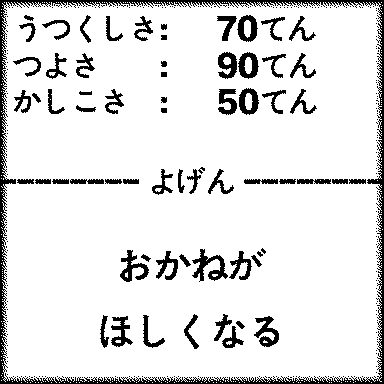 うつくしさ: 70てん
つよさ : 90てん
かしこさ : 50てん
よげん
おかねが
ほしくなる